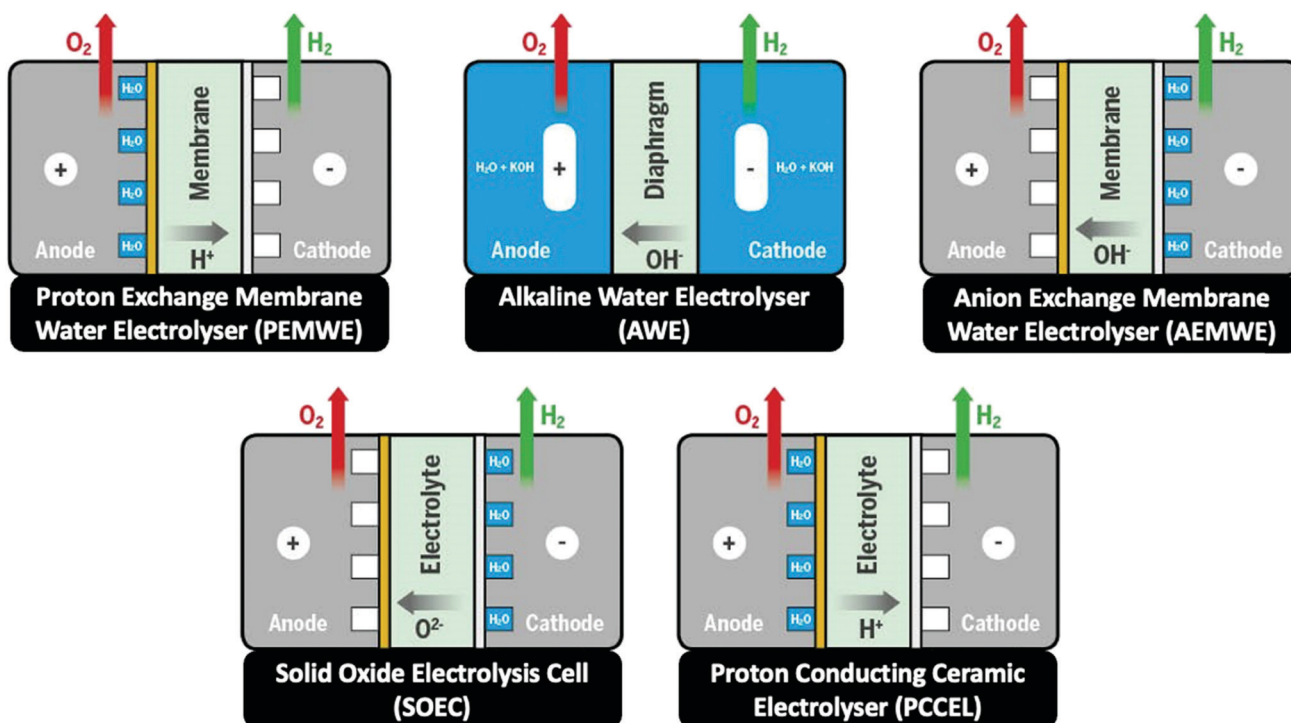 O₂ H₂
H₂O
H₂O
H₂O
H₂O
Membrane
+ -
Anode Cathode
H⁺
Proton Exchange Membrane
Water Electrolyser (PEMWE)
O₂ H₂
H₂O + KOH + Diaphragm - H₂O + KOH
Anode Cathode
OH⁻
Alkaline Water Electrolyser
(AWE)
O₂ H₂
Membrane
H₂O
H₂O
H₂O
H₂O
+ -
Anode Cathode
OH⁻
Anion Exchange Membrane
Water Electrolyser (AEMWE)
O₂ H₂
Electrolyte
H₂O
H₂O
H₂O
H₂O
+ -
Anode Cathode
O²⁻
Solid Oxide Electrolysis Cell
(SOEC)
O₂ H₂
H₂O
H₂O
H₂O
H₂O
Electrolyte
+ -
Anode Cathode
H⁺
Proton Conducting Ceramic
Electrolyser (PCCEL)